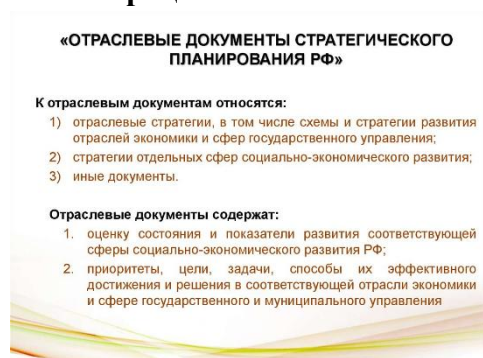 «ОТРАСЛЕВЫЕ ДОКУМЕНТЫ СТРАТЕГИЧЕСКОГО
ПЛАНИРОВАНИЯ РФ»
К отраслевым документам относятся:
1) отраслевые стратегии, в том числе схемы и стратегии развития
отраслей экономики и сфер государственного управления;
2) стратегии отдельных сфер социально-экономического развития;
3) иные документы.
Отраслевые документы содержат:
1. оценку состояния и показатели развития соответствующей
сферы социально-экономического развития РФ;
2. приоритеты, цели, задачи, способы их эффективного
достижения и решения в соответствующей отрасли экономики
и сфере государственного и муниципального управления